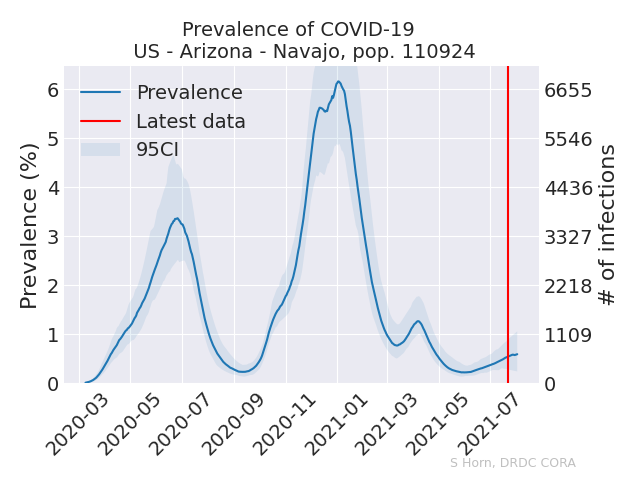 Prevalence of COVID-19
US - Arizona - Navajo, pop. 110924
Prevalence
Latest data
95CI
Prevalence (%)
6
5
4
3
2
1
0
# of infections
6655
5546
4436
3327
2218
1109
0
2020-03
2020-05
2020-07
2020-09
2020-11
2021-01
2021-03
2021-05
2021-07
S Horn, DRDC CORA